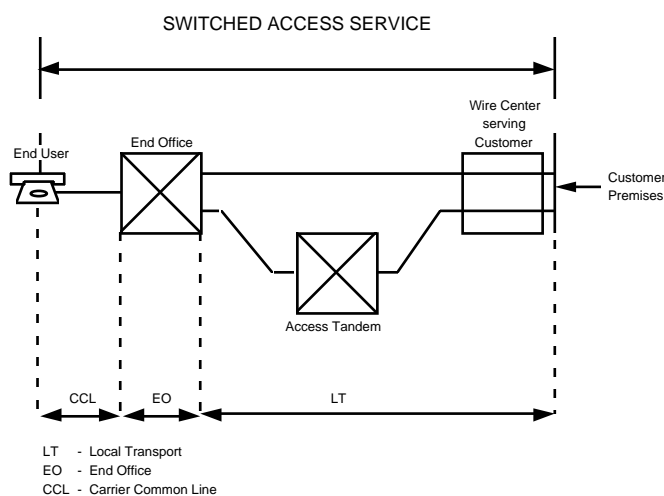 SWITCHED ACCESS SERVICE
Wire Center
serving
Customer
End User
End Office
Customer
Premises
Access Tandem
CCL
EO
LT
LT - Local Transport
EO - End Office
CCL - Carrier Common Line